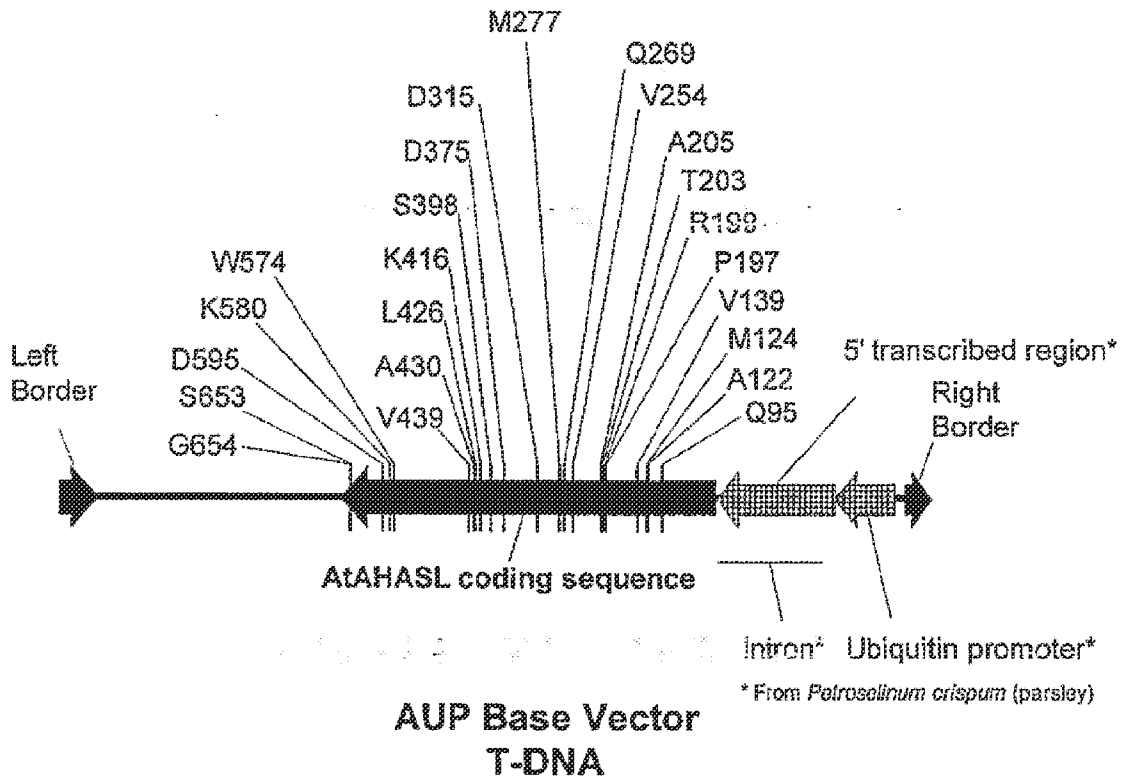 M277
Q269
D315
V254
D375
A205
S398
T203
R199
W574
K416
P197
K580
L426
V139
Left
Border
D595
A430
M124
5' transcribed region*
S653
A122
Right
Border
G654
V439
Q95
AtAHASL coding sequence
Intron*
Ubiquitin promoter*
* From Petroselinum crispum (parsley)
AUP Base Vector
T-DNA